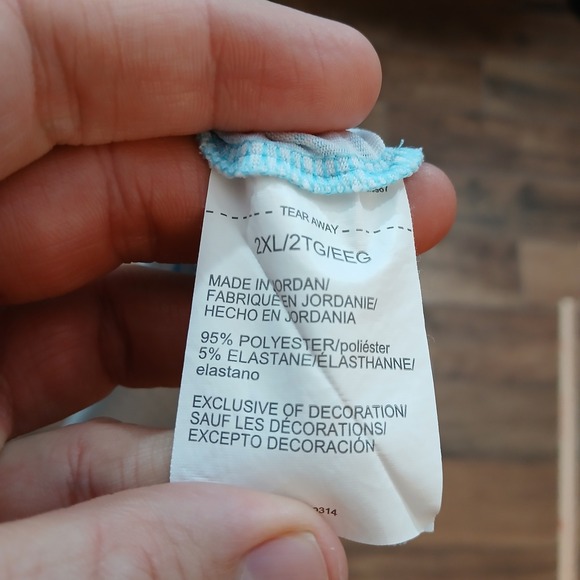 TEAR AWAY
2XL/2TG/EEG
MADE IN JORDAN/
FABRIQUÉ EN JORDANIE/
HECHO EN JORDANIA
95% POLYESTER/poliéster
5% ELASTANE/ÉLASTHANNE/
elastano
EXCLUSIVE OF DECORATION/
SAUF LES DÉCORATIONS/
EXCEPTO DECORACIÓN